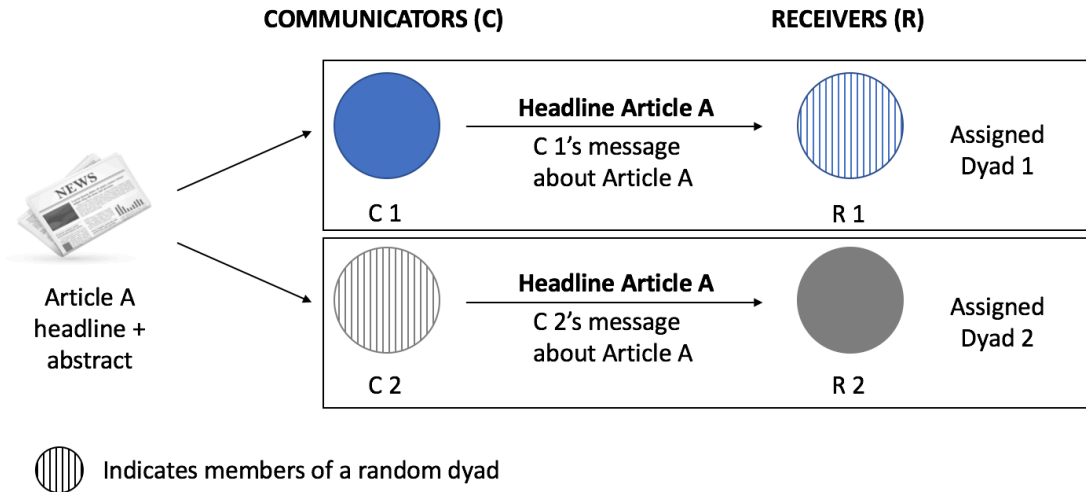 COMMUNICATORS (C)
RECEIVERS (R)
Headline Article A
C 1's message
about Article A
Assigned
Dyad 1
C 1
R 1
NEWS
Article A
headline +
abstract
Headline Article A
C 2's message
about Article A
Assigned
Dyad 2
C 2
R 2
Indicates members of a random dyad